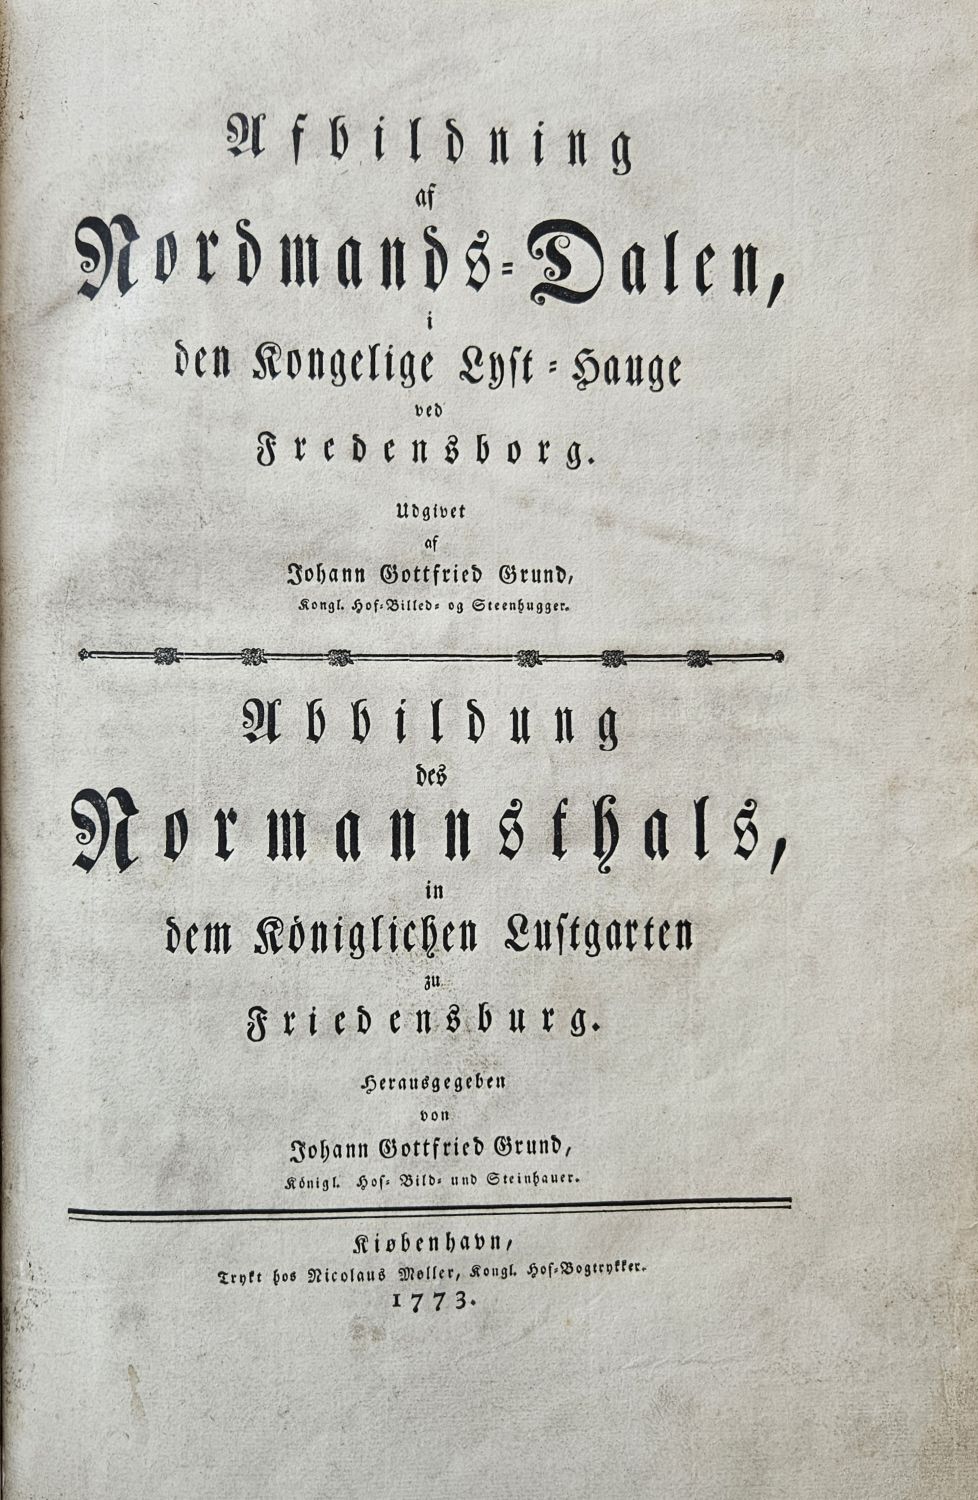 Afbildning
af
Nordmands-Dalen,
i
den Kongelige Lyst-Hauge
ved
Fredensborg.
Udgivet
af
Johann Gottfried Grund,
Kongl. Hof-Billed- og Steenhugger.
Abbildung
des
Normannsthals,
in
dem Königlichen Lustgarten
zu
Friedensburg.
Herausgegeben
von
Johann Gottfried Grund,
Königl. Hof- Bild- und Steinhauer.
Kiøbenhavn,
Trykt hos Nicolaus Møller, Kongl. Hof-Bogtrykker.
1773.